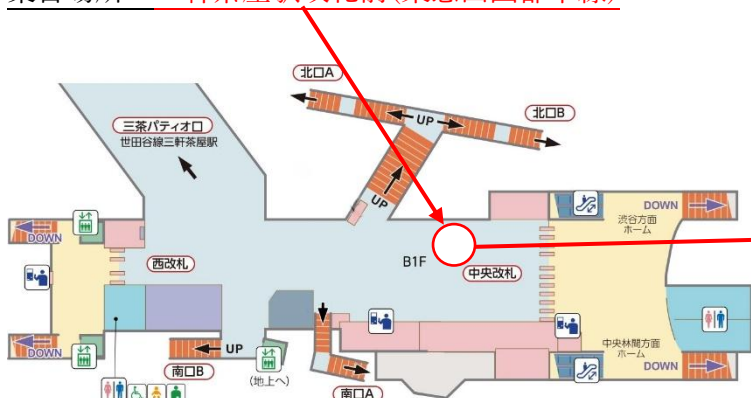 北口A
北口B
UP
三茶パティオ口
世田谷線三軒茶屋駅
UP
DOWN
渋谷方面
ホーム
DOWN
西改札
B1F
中央改札
中央林間方面
ホーム
DOWN
DOWN
UP
南口B
(地上へ)
南口A